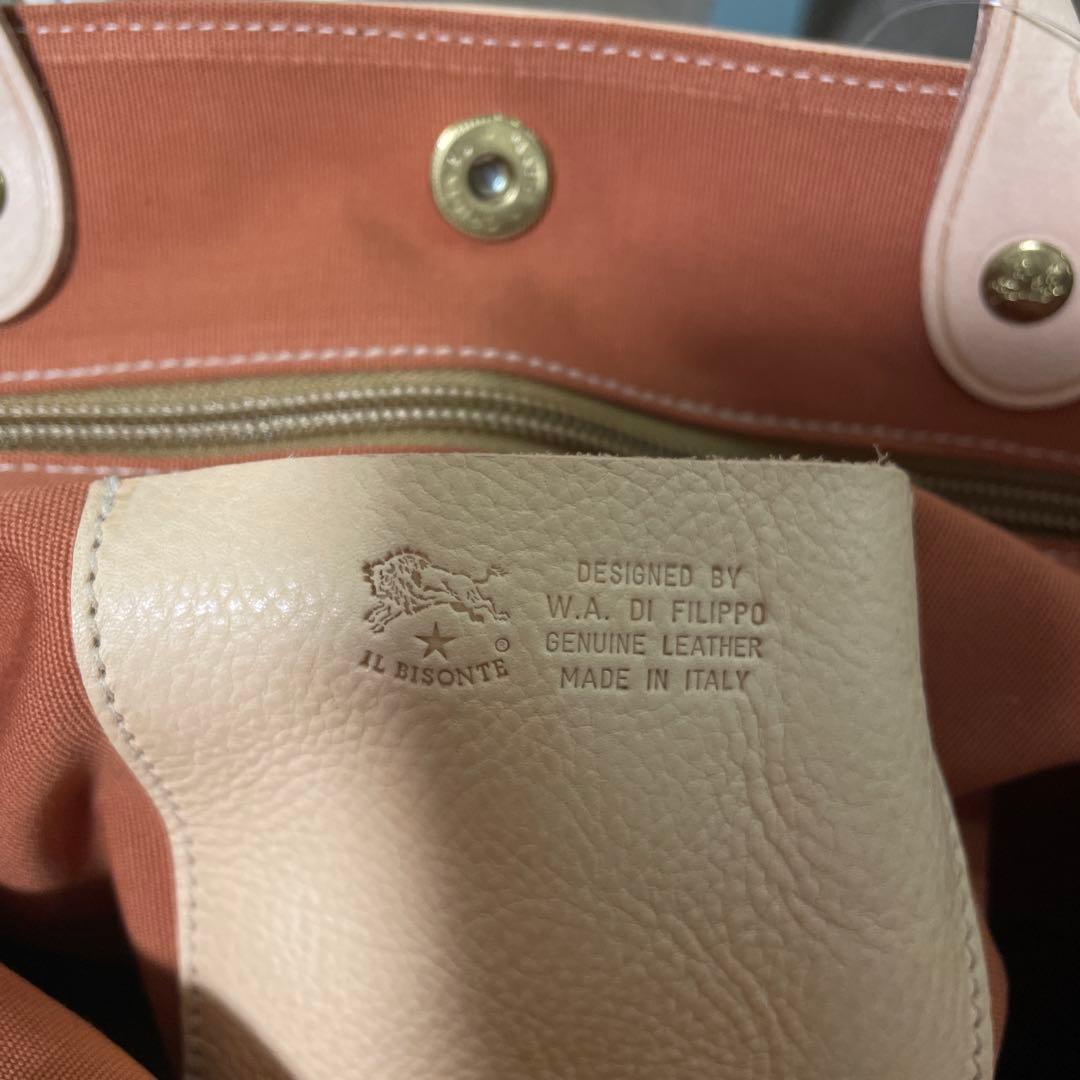 IL BISONTE
®
DESIGNED BY
W.A. DI FILIPPO
GENUINE LEATHER
MADE IN ITALY